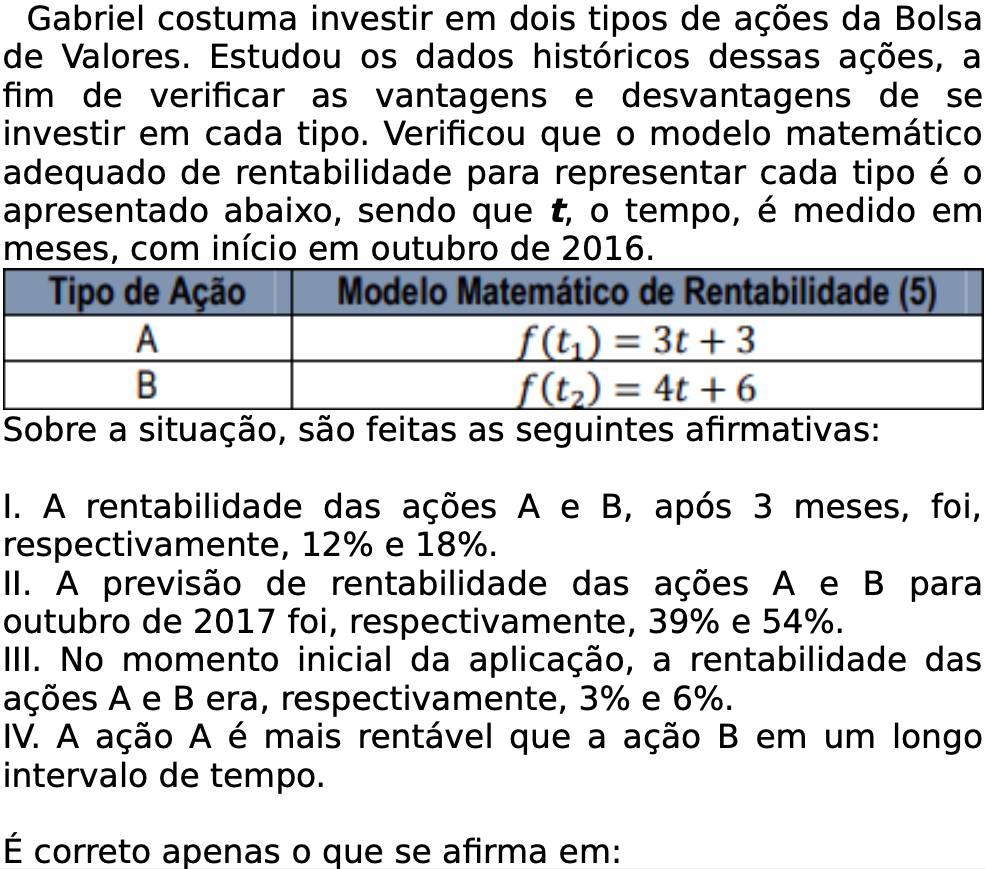 Gabriel costuma investir em dois tipos de ações da Bolsa
de Valores. Estudou os dados históricos dessas ações, a
fim de verificar as vantagens e desvantagens de se
investir em cada tipo. Verificou que o modelo matemático
adequado de rentabilidade para representar cada tipo é o
apresentado abaixo, sendo que t, o tempo, é medido em
meses, com início em outubro de 2016.
Tipo de Ação Modelo Matemático de Rentabilidade (5)
A f(t₁) = 3t + 3
B f(t₂) = 4t + 6
Sobre a situação, são feitas as seguintes afirmativas:
I. A rentabilidade das ações A e B, após 3 meses, foi,
respectivamente, 12% e 18%.
II. A previsão de rentabilidade das ações A e B para
outubro de 2017 foi, respectivamente, 39% e 54%.
III. No momento inicial da aplicação, a rentabilidade das
ações A e B era, respectivamente, 3% e 6%.
IV. A ação A é mais rentável que a ação B em um longo
intervalo de tempo.
É correto apenas o que se afirma em: